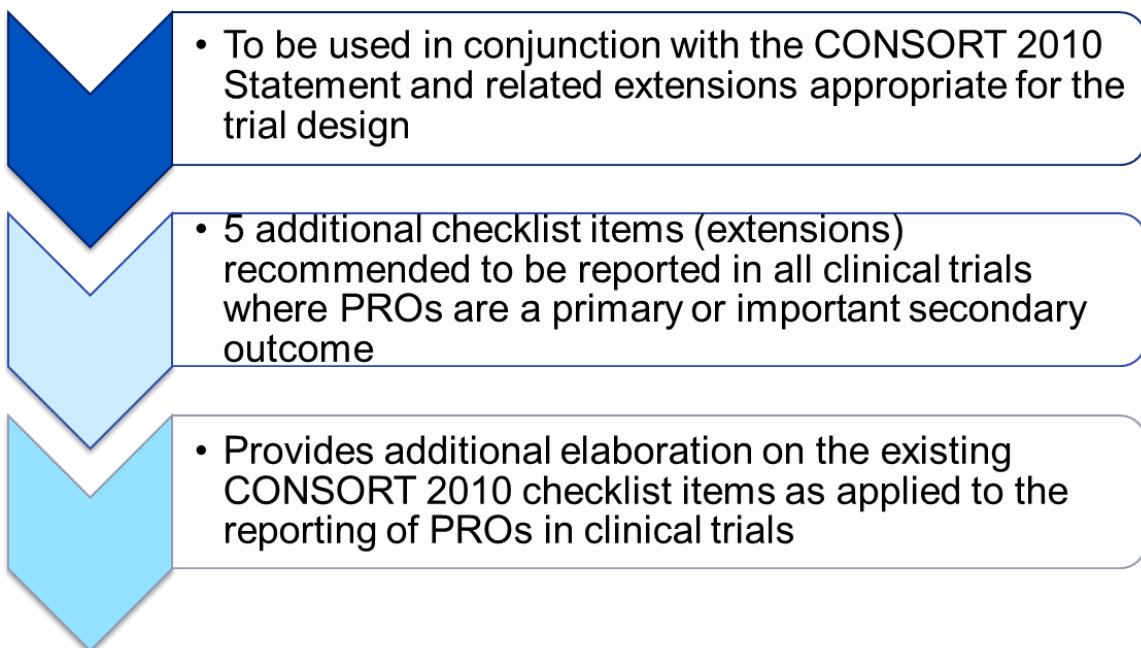 • To be used in conjunction with the CONSORT 2010
Statement and related extensions appropriate for the
trial design
• 5 additional checklist items (extensions)
recommended to be reported in all clinical trials
where PROs are a primary or important secondary
outcome
• Provides additional elaboration on the existing
CONSORT 2010 checklist items as applied to the
reporting of PROs in clinical trials